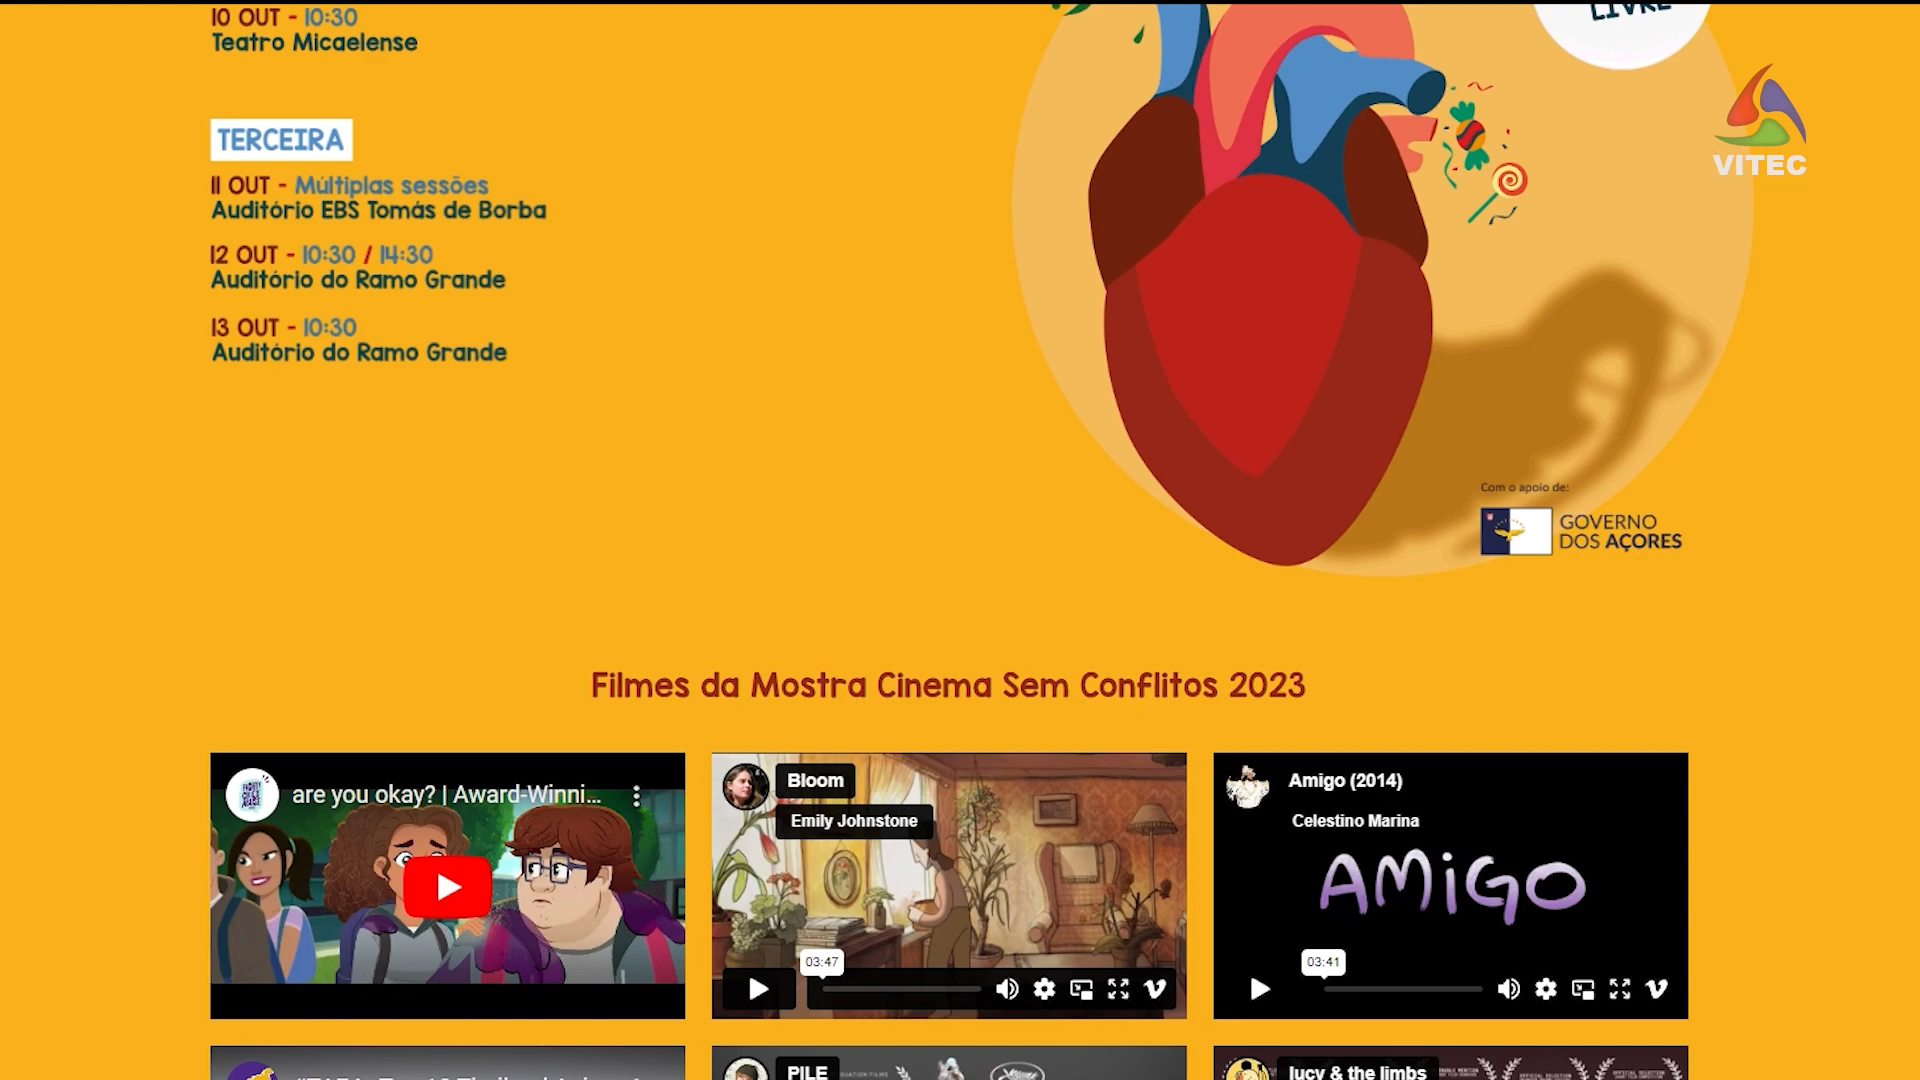 10 OUT - 10:30
Teatro Micaelense
LIVRE
VITEC
TERCEIRA
11 OUT - Múltiplas sessões
Auditório EBS Tomás de Borba
12 OUT - 10:30 / 14:30
Auditório do Ramo Grande
13 OUT - 10:30
Auditório do Ramo Grande
Com o apoio de:
GOVERNO
DOS AÇORES
Filmes da Mostra Cinema Sem Conflitos 2023
are you okay? | Award-Winni...
Bloom
Emily Johnstone
03:47
Amigo (2014)
Celestino Marina
AMiGO
03:41
PILE
lucy & the limbs